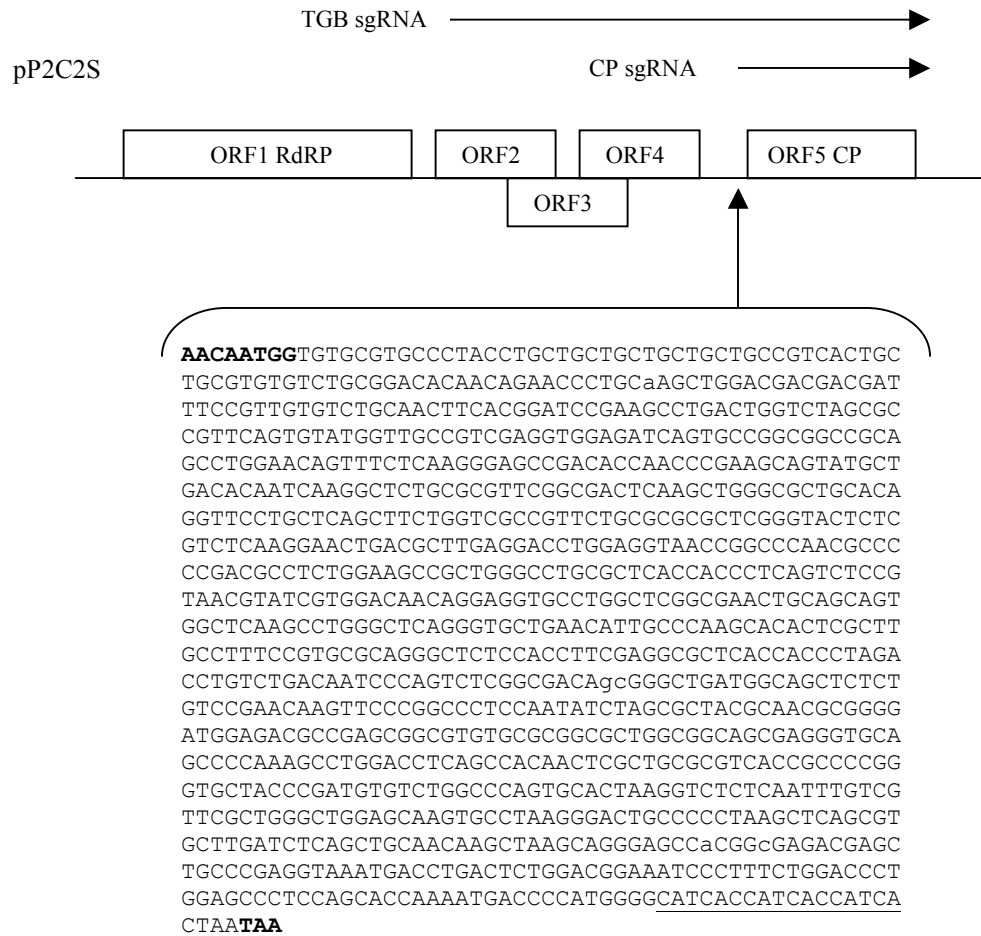 TGB sgRNA
pP2C2S
CP sgRNA
ORF1 RdRP
ORF2
ORF4
ORF5 CP
ORF3
AACAATGGTGTGCGTGCCCTACCTGCTGCTGCTGCTGCTGCCGTCACTGC
TGCGTGTGTCTGCGGACACAACAGAACCCTGCaAGCTGGACGACGACGAT
TTCCGTTGTGTCTGCAACTTCACGGATCCGAAGCCTGACTGGTCTAGCGC
CGTTCAGTGTATGGTTGCCGTCGAGGTGGAGATCAGTGCCGGCGGCCGCA
GCCTGGAACAGTTTCTCAAGGGAGCCGACACCAACCCGAAGCAGTATGCT
GACACAATCAAGGCTCTGCGCGTTCGGCGACTCAAGCTGGGCGCTGCACA
GGTTCCTGCTCAGCTTCTGGTCGCCGTTCTGCGCGCGCTCGGGTACTCTC
GTCTCAAGGAACTGACGCTTGAGGACCTGGAGGTAACCGGCCCAACGCCC
CCGACGCCTCTGGAAGCCGCTGGGCCTGCGCTCACCACCCTCAGTCTCCG
TAACGTATCGTGGACAACAGGAGGTGCCTGGCTCGGCGAACTGCAGCAGT
GGCTCAAGCCTGGGCTCAGGGTGCTGAACATTGCCCAAGCACACTCGCTT
GCCTTTCCGTGCGCAGGGCTCTCCACCTTCGAGGCGCTCACCACCCTAGA
CCTGTCTGACAATCCCAGTCTCGGCGACAgcGGGCTGATGGCAGCTCTCT
GTCCGAACAAGTTCCCGGCCCTCCAATATCTAGCGCTACGCAACGCGGGG
ATGGAGACGCCGAGCGGCGTGTGCGCGGCGCTGGCGGCAGCGAGGGTGCA
GCCCCAAAGCCTGGACCTCAGCCACAACTCGCTGCGCGTCACCGCCCCGG
GTGCTACCCGATGTGTCTGGCCCAGTGCACTAAGGTCTCTCAATTTGTCG
TTCGCTGGGCTGGAGCAAGTGCCTAAGGGACTGCCCCCTAAGCTCAGCGT
GCTTGATCTCAGCTGCAACAAGCTAAGCAGGGAGCCaCGGcGAGACGAGC
TGCCCGAGGTAAATGACCTGACTCTGGACGGAAATCCCTTTCTGGACCCT
GGAGCCCTCCAGCACCAAAATGACCCCATGGGGCATCACCATCACCATCA
CTAATAA